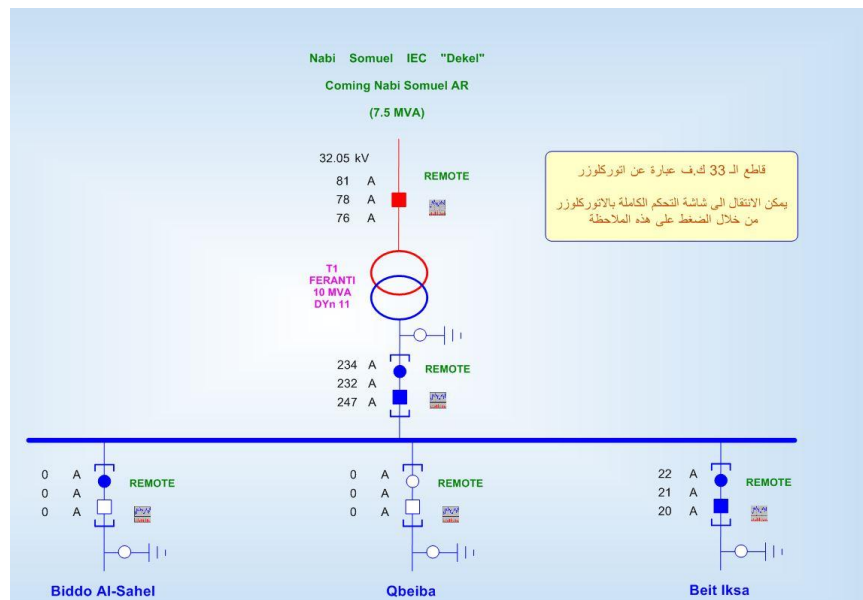 Nabi Somuel IEC "Dekel"
Coming Nabi Somuel AR
(7.5 MVA)
32.05 kV
81 A
78 A
76 A
REMOTE
قاطع الـ 33 ك.ف عبارة عن اتوركلوزر
يمكن الانتقال الى شاشة التحكم الكاملة بالاتوركلوزر
من خلال الضغط على هذه الملاحظة
T1
FERANTI
10 MVA
DYn 11
234 A
232 A
247 A
REMOTE
0 A
0 A
0 A
REMOTE
0 A
0 A
0 A
REMOTE
22 A
21 A
20 A
REMOTE
Biddo Al-Sahel
Qbeiba
Beit Iksa